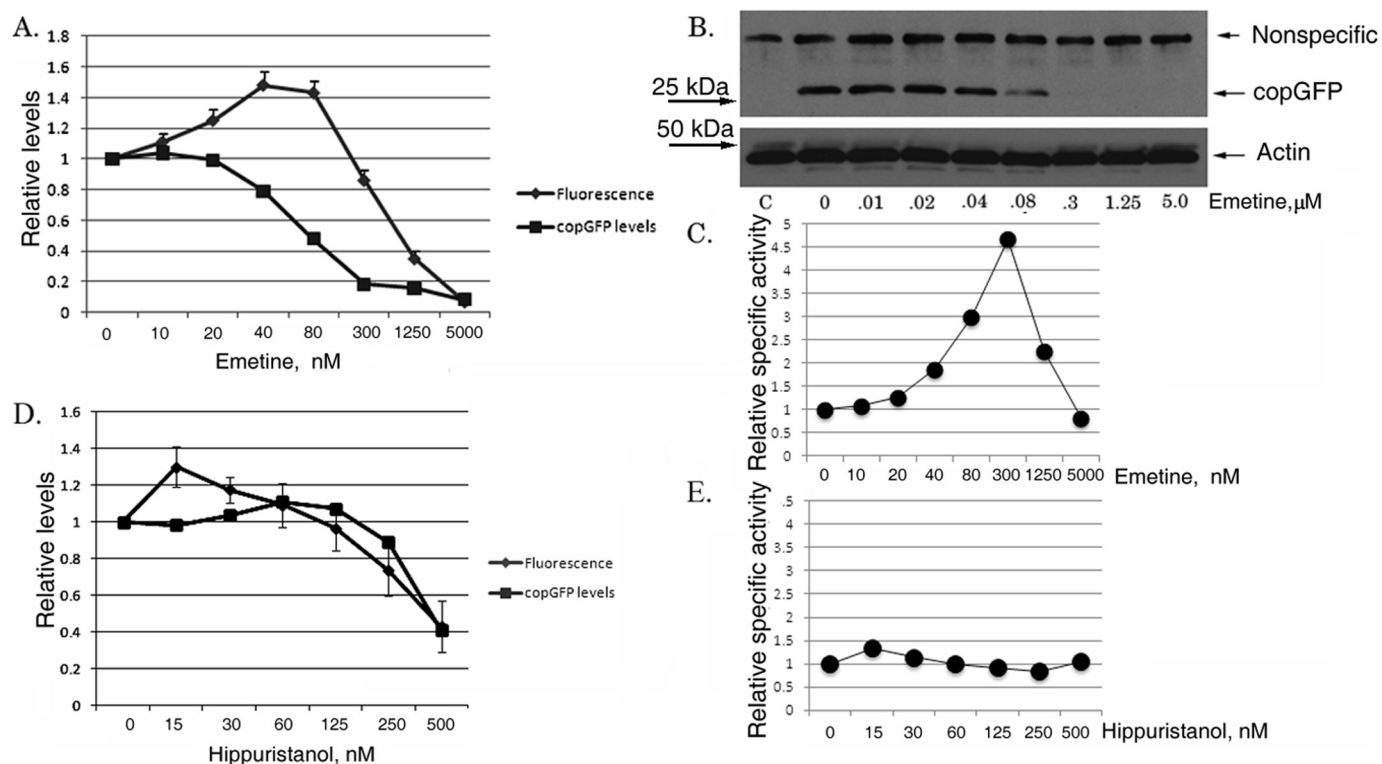 A.
1.8
1.6
1.4
1.2
1
0.8
0.6
0.4
0.2
0
Relative levels
0 10 20 40 80 300 1250 5000
Emetine, nM
Fluorescence
copGFP levels
B.
Nonspecific
25 kDa
copGFP
50 kDa
Actin
C 0 .01 .02 .04 .08 .3 1.25 5.0 Emetine,µM
C.
5
4.5
4
3.5
3
2.5
2
1.5
1
0.5
0
Relative specific activity
0 10 20 40 80 300 1250 5000 Emetine, nM
D.
1.6
1.4
1.2
1
0.8
0.6
0.4
0.2
0
Relative levels
0 15 30 60 125 250 500
Hippuristanol, nM
Fluorescence
copGFP levels
E.
.5
4
3.5
3
2.5
2
1.5
1
0.5
0
Relative specific activity
0 15 30 60 125 250 500 Hippuristanol, nM